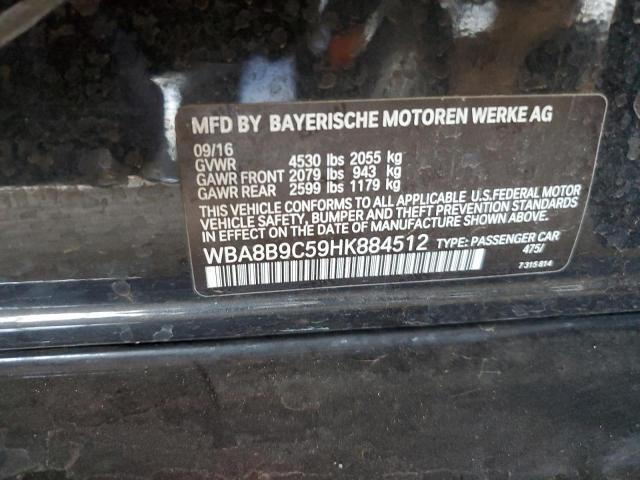 MFD BY BAYERISCHE MOTOREN WERKE AG
09/16
GVWR 4530 lbs 2055 kg
GAWR FRONT 2079 lbs 943 kg
GAWR REAR 2599 lbs 1179 kg
THIS VEHICLE CONFORMS TO ALL APPLICABLE U.S.FEDERAL MOTOR
VEHICLE SAFETY, BUMPER AND THEFT PREVENTION STANDARDS
IN EFFECT ON THE DATE OF MANUFACTURE SHOWN ABOVE.
WBA8B9C59HK884512 TYPE: PASSENGER CAR
475/
7315814